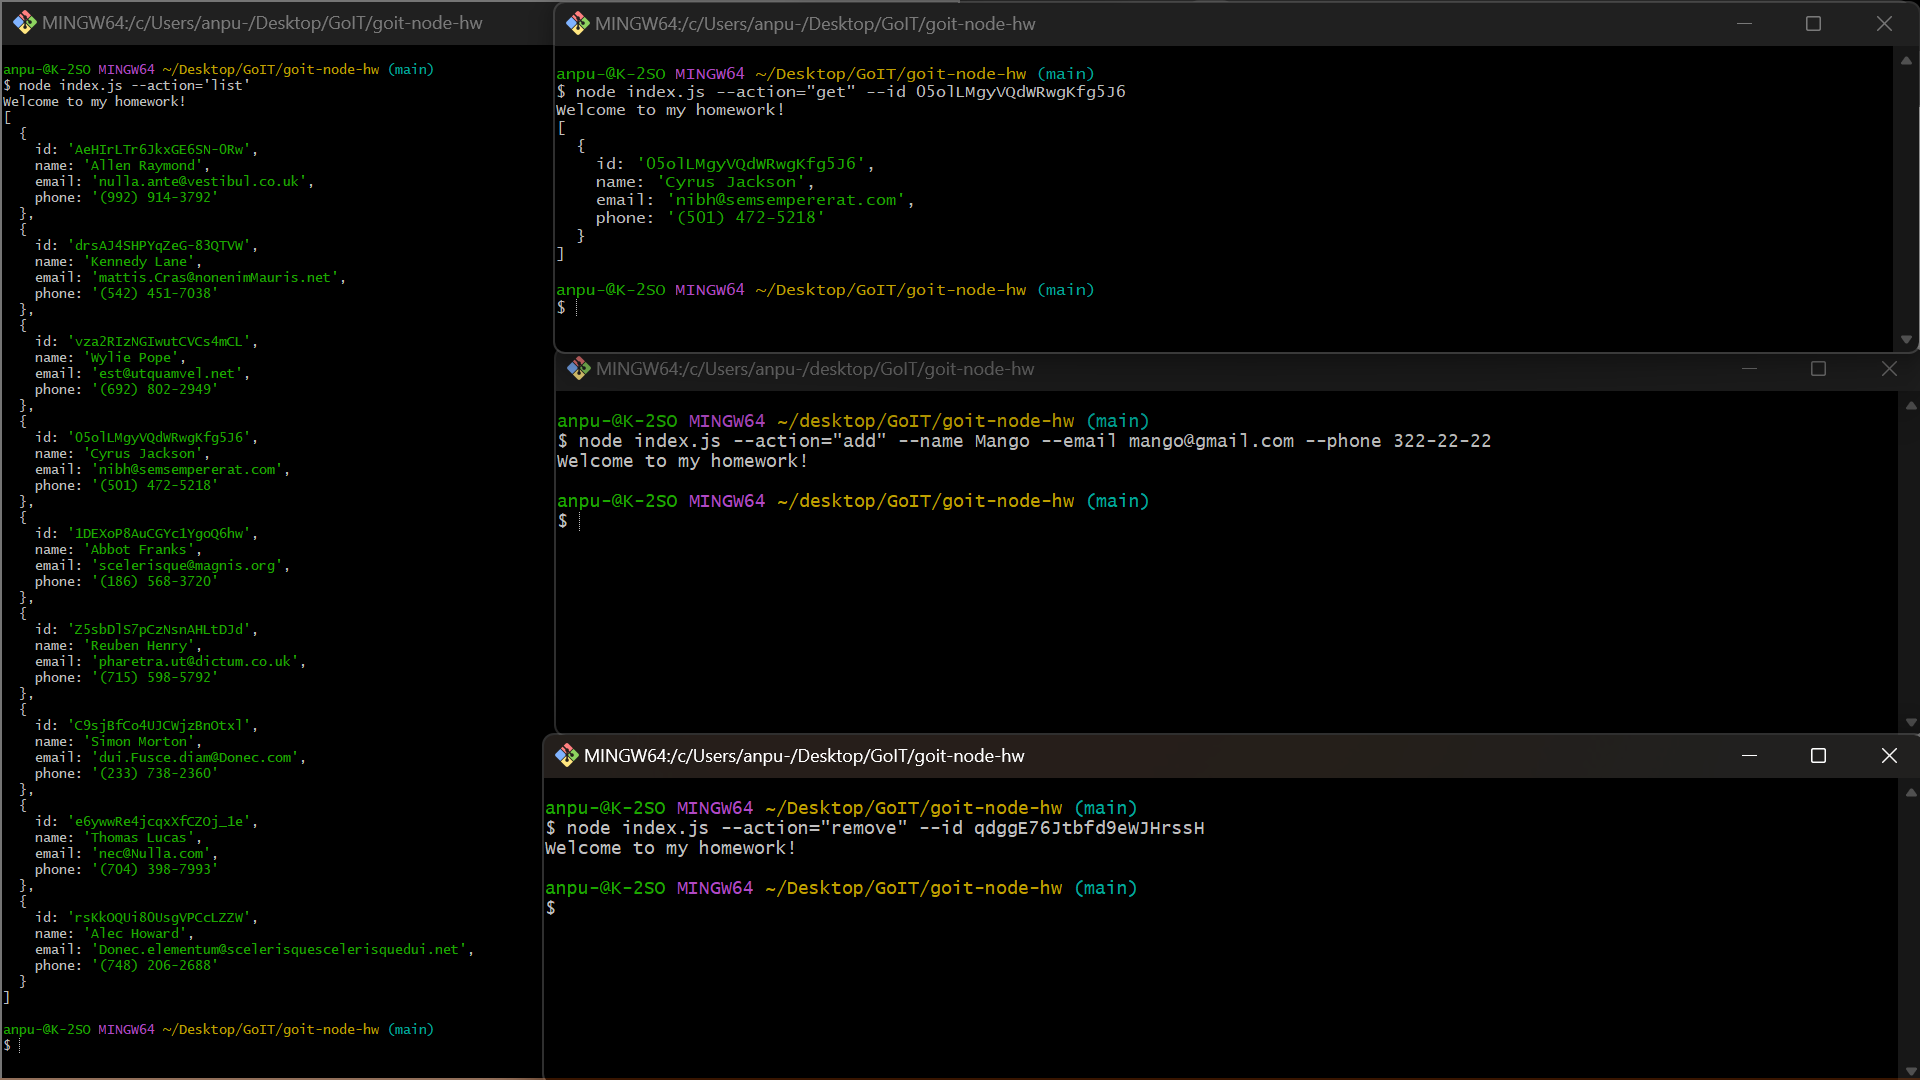 MINGW64:/c/Users/anpu-/Desktop/GoIT/goit-node-hw
anpu-@K-2SO MINGW64 ~/Desktop/GoIT/goit-node-hw (main)
$ node index.js --action='list'
Welcome to my homework!
[
  {
    id: 'AeHIrLTr6JkxGE6SN-0Rw',
    name: 'Allen Raymond',
    email: 'nulla.ante@vestibul.co.uk',
    phone: '(992) 914-3792'
  },
  {
    id: 'drsAJ4SHPYqZeG-83QTVW',
    name: 'Kennedy Lane',
    email: 'mattis.Cras@nonenimMauris.net',
    phone: '(542) 451-7038'
  },
  {
    id: 'vza2RIzNGIwutCVCs4mCL',
    name: 'Wylie Pope',
    email: 'est@utquamvel.net',
    phone: '(692) 802-2949'
  },
  {
    id: '05olLMgyVQdWRwgKfg5J6',
    name: 'Cyrus Jackson',
    email: 'nibh@semsempererat.com',
    phone: '(501) 472-5218'
  },
  {
    id: '1DEXoP8AuCGYc1YgoQ6hw',
    name: 'Abbot Franks',
    email: 'scelerisque@magnis.org',
    phone: '(186) 568-3720'
  },
  {
    id: 'Z5sbDlS7pCzNsnAHLtDJd',
    name: 'Reuben Henry',
    email: 'pharetra.ut@dictum.co.uk',
    phone: '(715) 598-5792'
  },
  {
    id: 'C9sjBfCo4UJCWjzBnOtxl',
    name: 'Simon Morton',
    email: 'dui.Fusce.diam@Donec.com',
    phone: '(233) 738-2360'
  },
  {
    id: 'e6ywwRe4jcqxXfCZOj_1e',
    name: 'Thomas Lucas',
    email: 'nec@Nulla.com',
    phone: '(704) 398-7993'
  },
  {
    id: 'rsKkOQUi80UsgVPCcLZZW',
    name: 'Alec Howard',
    email: 'Donec.elementum@scelerisquescelerisquedui.net',
    phone: '(748) 206-2688'
  }
]
anpu-@K-2SO MINGW64 ~/Desktop/GoIT/goit-node-hw (main)
$
MINGW64:/c/Users/anpu-/Desktop/GoIT/goit-node-hw
anpu-@K-2SO MINGW64 ~/Desktop/GoIT/goit-node-hw (main)
$ node index.js --action="get" --id 05olLMgyVQdWRwgKfg5J6
Welcome to my homework!
[
  {
    id: '05olLMgyVQdWRwgKfg5J6',
    name: 'Cyrus Jackson',
    email: 'nibh@semsempererat.com',
    phone: '(501) 472-5218'
  }
]
anpu-@K-2SO MINGW64 ~/Desktop/GoIT/goit-node-hw (main)
$
MINGW64:/c/Users/anpu-/desktop/GoIT/goit-node-hw
anpu-@K-2SO MINGW64 ~/desktop/GoIT/goit-node-hw (main)
$ node index.js --action="add" --name Mango --email mango@gmail.com --phone 322-22-22
Welcome to my homework!
anpu-@K-2SO MINGW64 ~/desktop/GoIT/goit-node-hw (main)
$
MINGW64:/c/Users/anpu-/Desktop/GoIT/goit-node-hw
anpu-@K-2SO MINGW64 ~/Desktop/GoIT/goit-node-hw (main)
$ node index.js --action="remove" --id qdggE76Jtbfd9eWJHrssH
Welcome to my homework!
anpu-@K-2SO MINGW64 ~/Desktop/GoIT/goit-node-hw (main)
$